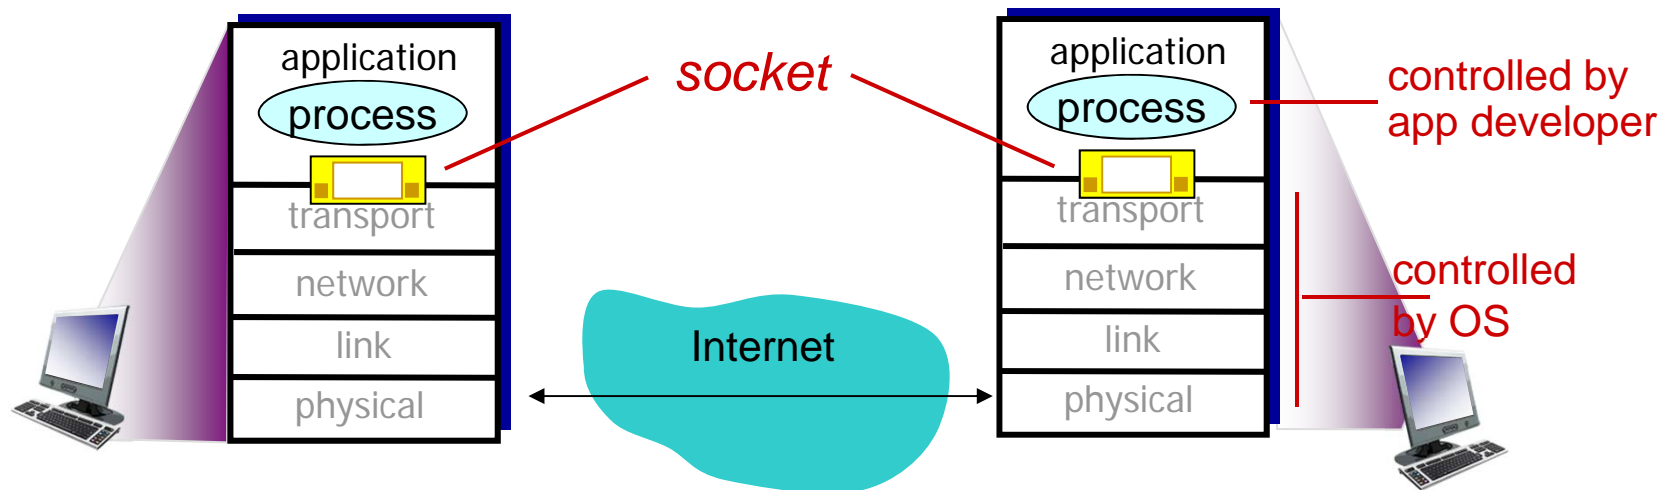 application
process
transport
network
link
physical
socket
Internet
application
process
transport
network
link
physical
controlled by
app developer
controlled
by OS